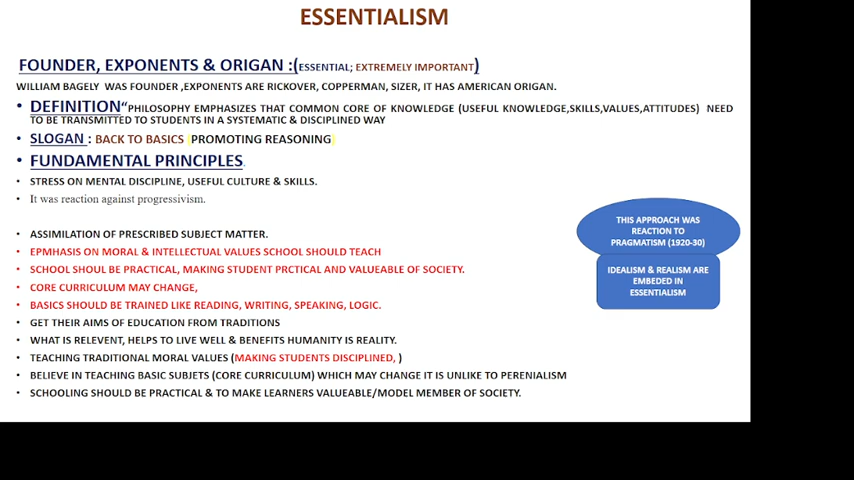 ESSENTIALISM
FOUNDER, EXPONENTS & ORIGAN :(ESSENTIAL; EXTREMELY IMPORTANT)
WILLIAM BAGELY WAS FOUNDER ,EXPONENTS ARE RICKOVER, COPPERMAN, SIZER, IT HAS AMERICAN ORIGAN.
• DEFINITION“PHILOSOPHY EMPHASIZES THAT COMMON CORE OF KNOWLEDGE (USEFUL KNOWLEDGE,SKILLS,VALUES,ATTITUDES) NEED
TO BE TRANSMITTED TO STUDENTS IN A SYSTEMATIC & DISCIPLINED WAY
• SLOGAN : BACK TO BASICS |PROMOTING REASONING|
• FUNDAMENTAL PRINCIPLES.
• STRESS ON MENTAL DISCIPLINE, USEFUL CULTURE & SKILLS.
• It was reaction against progressivism.
• ASSIMILATION OF PRESCRIBED SUBJECT MATTER.
• EPMHASIS ON MORAL & INTELLECTUAL VALUES SCHOOL SHOULD TEACH
• SCHOOL SHOUL BE PRACTICAL, MAKING STUDENT PRCTICAL AND VALUEABLE OF SOCIETY.
• CORE CURRICULUM MAY CHANGE,
• BASICS SHOULD BE TRAINED LIKE READING, WRITING, SPEAKING, LOGIC.
• GET THEIR AIMS OF EDUCATION FROM TRADITIONS
• WHAT IS RELEVENT, HELPS TO LIVE WELL & BENEFITS HUMANITY IS REALITY.
• TEACHING TRADITIONAL MORAL VALUES (MAKING STUDENTS DISCIPLINED, )
• BELIEVE IN TEACHING BASIC SUBJETS (CORE CURRICULUM) WHICH MAY CHANGE IT IS UNLIKE TO PERENIALISM
• SCHOOLING SHOULD BE PRACTICAL & TO MAKE LEARNERS VALUEABLE/MODEL MEMBER OF SOCIETY.
THIS APPROACH WAS
REACTION TO
PRAGMATISM (1920-30)
IDEALISM & REALISM ARE
EMBEDED IN
ESSENTIALISM